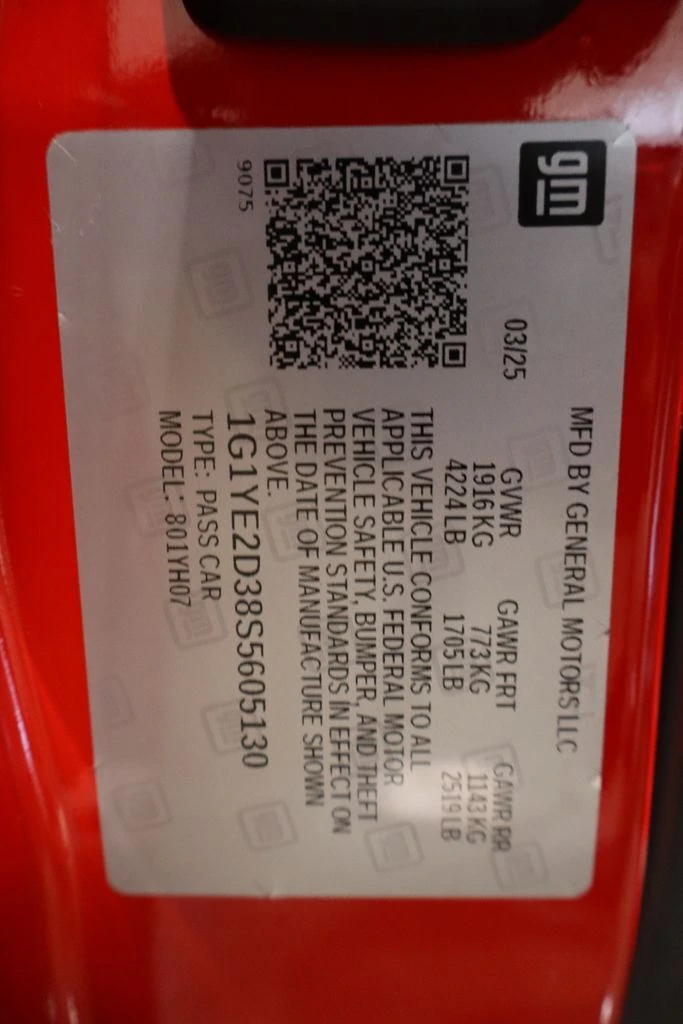 gm
03/25
MFD BY GENERAL MOTORS LLC
GVWR GAWR FRT GAWR RR
1916 KG 773 KG 1143 KG
4224 LB 1705 LB 2519 LB
THIS VEHICLE CONFORMS TO ALL
APPLICABLE U.S. FEDERAL MOTOR
VEHICLE SAFETY, BUMPER, AND THEFT
PREVENTION STANDARDS IN EFFECT ON
THE DATE OF MANUFACTURE SHOWN
ABOVE.
1G1YE2D38S5605130
TYPE: PASS CAR
MODEL: 801YH07
9075